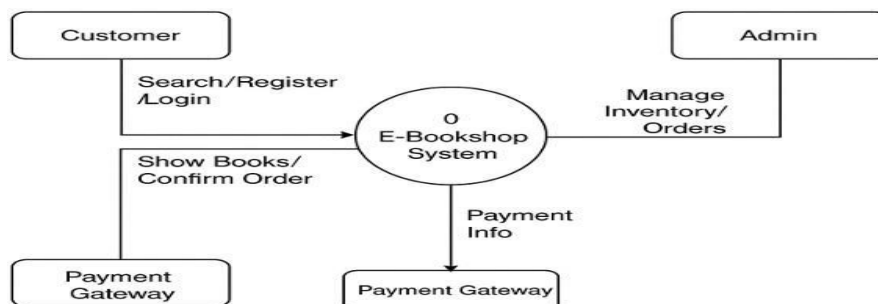 Customer
Admin
Search/Register
/Login
Manage
Inventory/
Orders
0
E-Bookshop
System
Show Books/
Confirm Order
Payment
Info
Payment
Gateway
Payment Gateway